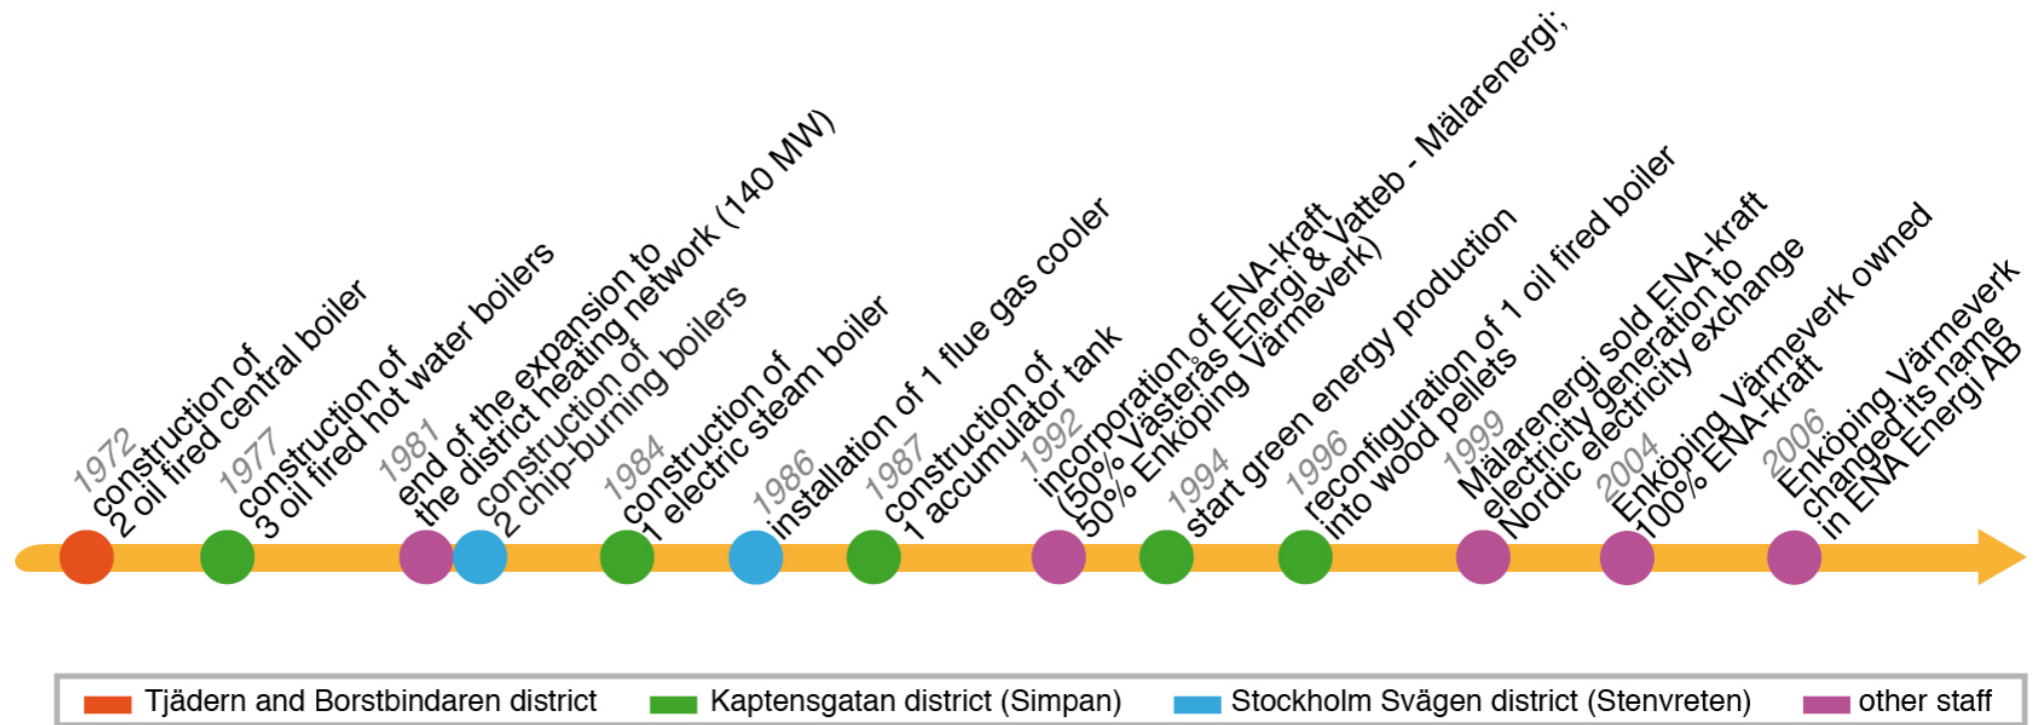 1972
construction of
2 oil fired central boiler
1977
construction of
3 oil fired hot water boilers
1981
end of the expansion to
the district heating network (140 MW)
construction of
2 chip-burning boilers
1984
construction of
1 electric steam boiler
1986
installation of 1 flue gas cooler
1987
construction of
1 accumulator tank
1992
incorporation of ENA-kraft
(50% Västerås Energi & Vatteb - Mälarenergi;
50% Enköping Värmeverk)
1994
start green energy production
1996
reconfiguration of 1 oil fired boiler
into wood pellets
1999
Mälarenergi sold ENA-kraft
electricity generation to
Nordic electricity exchange
2004
Enköping Värmeverk owned
100% ENA-kraft
2006
Enköping Värmeverk
changed its name
in ENA Energi AB
Tjädern and Borstbindaren district
Kaptensgatan district (Simpan)
Stockholm Svägen district (Stenvreten)
other staff